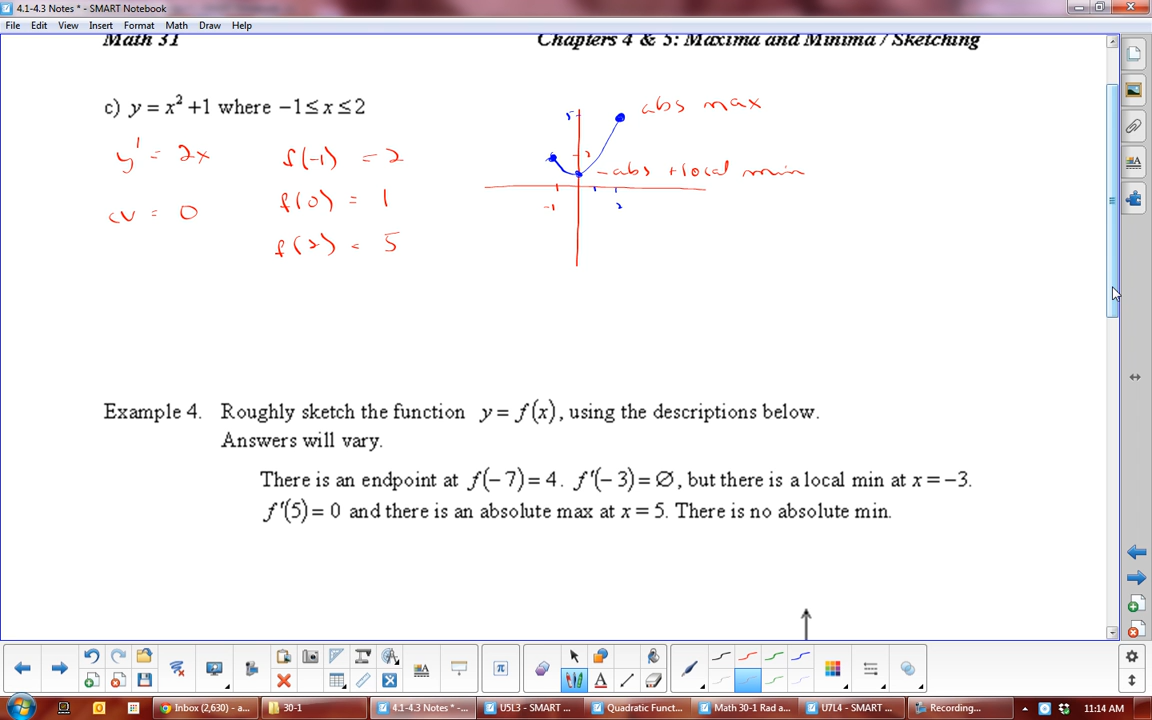 4.1-4.3 Notes * - SMART Notebook
File Edit View Insert Format Math Draw Help
Math 31 Chapters 4 & 5: Maxima and Minima / Sketching
c) y = x² +1 where −1 ≤ x ≤ 2
y' = 2x
cv = 0
f(-1) = 2
f(0) = 1
f(2) = 5
5
abs max
2
-abs + local min
-1
2
Example 4. Roughly sketch the function y = f(x), using the descriptions below.
Answers will vary.
There is an endpoint at f(−7) = 4. f'(−3) = ∅, but there is a local min at x = −3.
f'(5) = 0 and there is an absolute max at x = 5. There is no absolute min.
π
A
Inbox (2,630) - a...
30-1
4.1-4.3 Notes * -...
U5L3 - SMART ...
Quadratic Funct...
Math 30-1 Rad a...
U7L4 - SMART ...
Recording...
11:14 AM